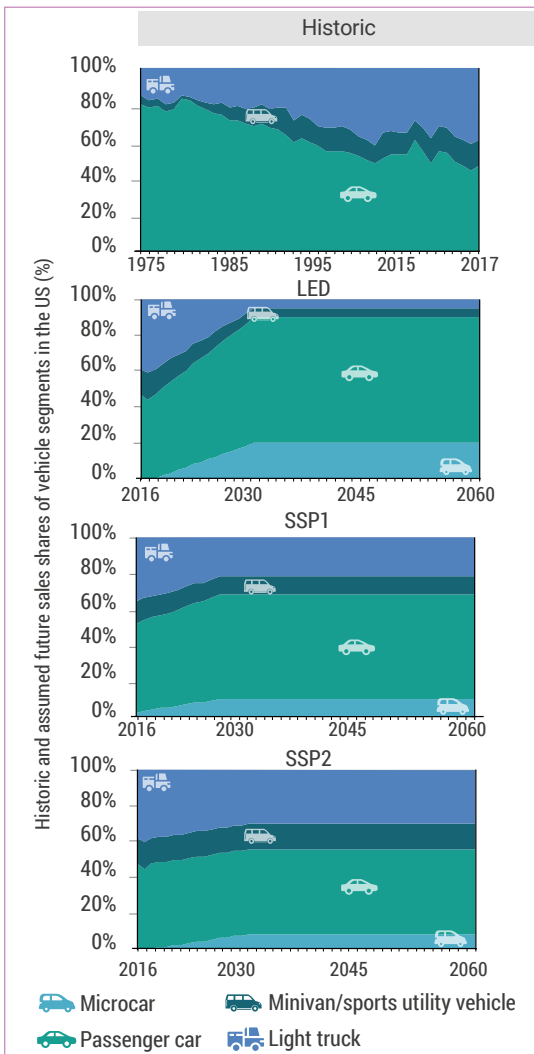 Historic
Historic and assumed future sales shares of vehicle segments in the US (%)
100%
80%
60%
40%
20%
0%
1975 1985 1995 2015 2017
LED
100%
80%
60%
40%
20%
0%
2016 2030 2045 2060
SSP1
100%
80%
60%
40%
20%
0%
2016 2030 2045 2060
SSP2
100%
80%
60%
40%
20%
0%
2016 2030 2045 2060
Microcar Minivan/sports utility vehicle
Passenger car Light truck